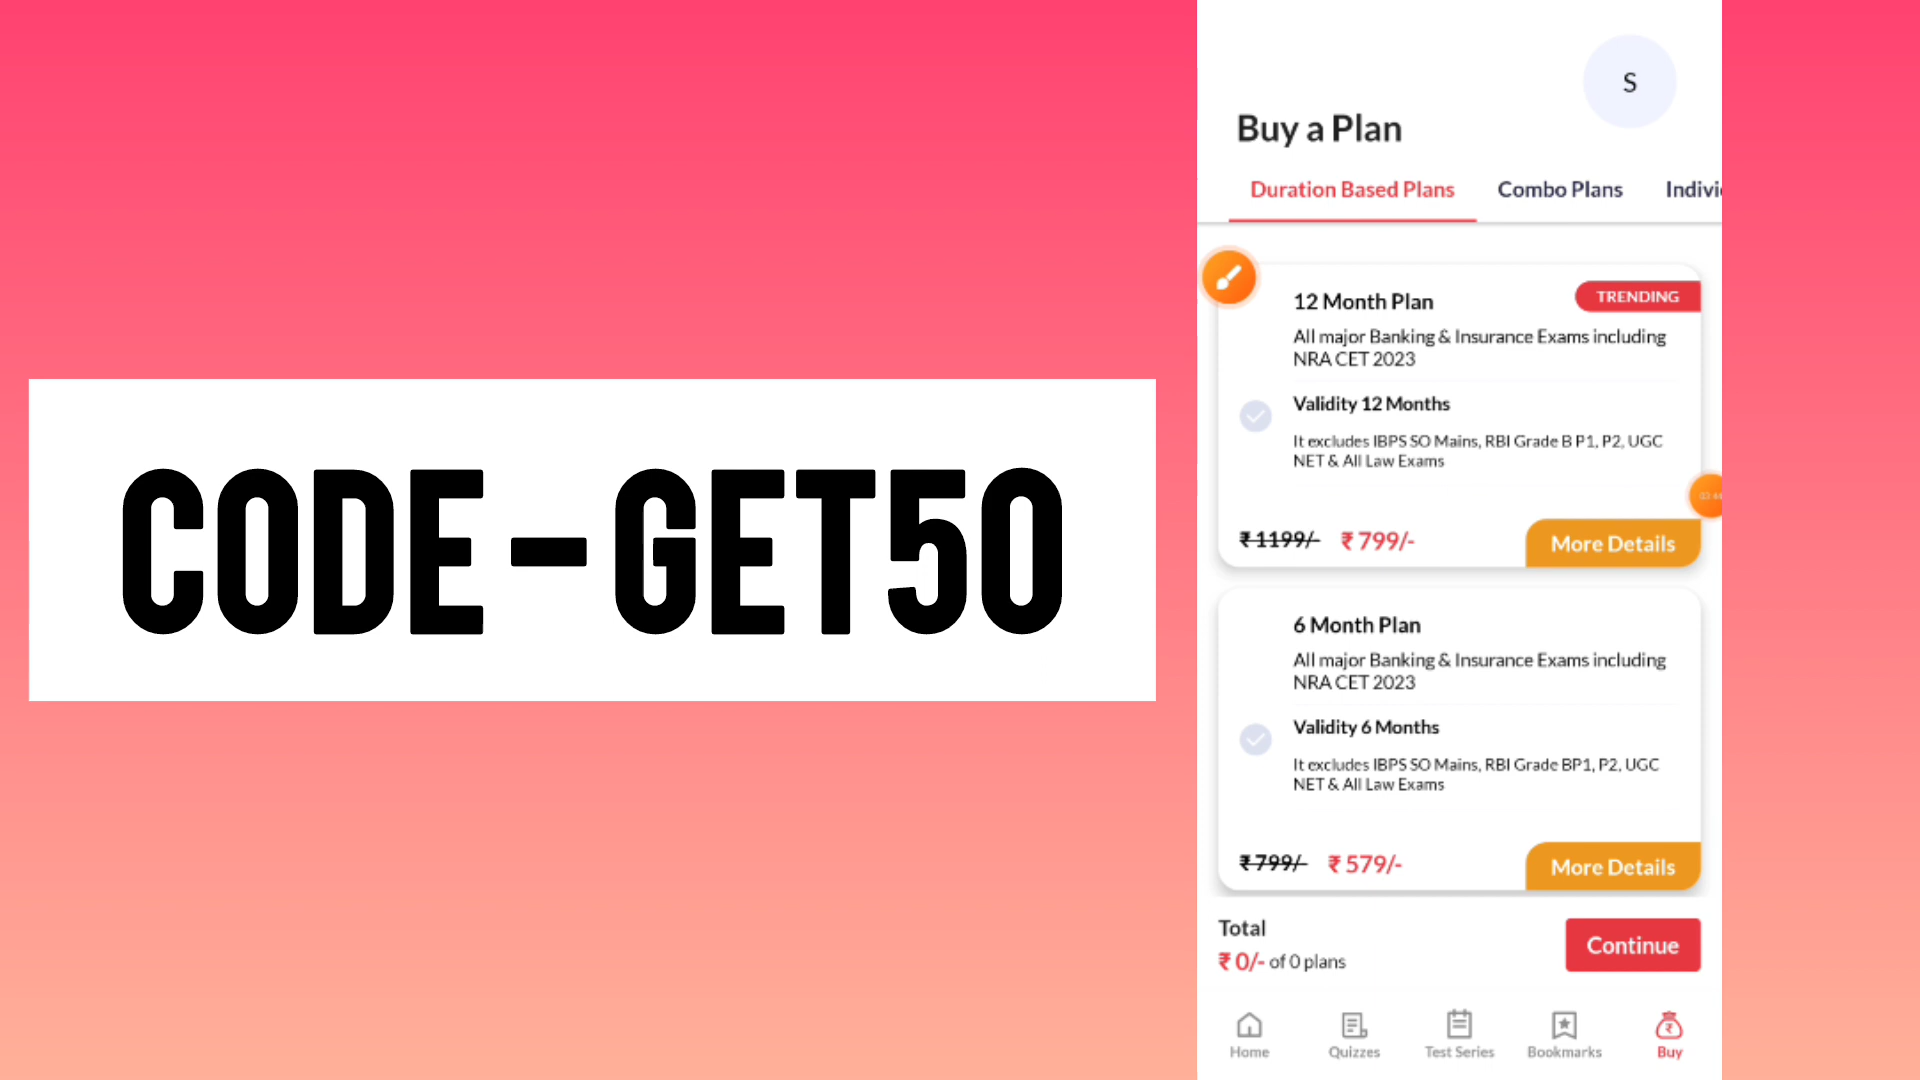 CODE-GET50
S
Buy a Plan
Duration Based Plans Combo Plans
12 Month Plan
TRENDING
All major Banking & Insurance Exams including
NRA CET 2023
Validity 12 Months
It excludes IBPS SO Mains, RBI Grade B P1, P2, UGC
NET & All Law Exams
₹ 1199/- ₹ 799/-
More Details
6 Month Plan
All major Banking & Insurance Exams including
NRA CET 2023
Validity 6 Months
It excludes IBPS SO Mains, RBI Grade BP1, P2, UGC
NET & All Law Exams
₹ 799/- ₹ 579/-
More Details
Total
₹ 0/- of 0 plans
Continue
Home Quizzes Test Series Bookmarks Buy